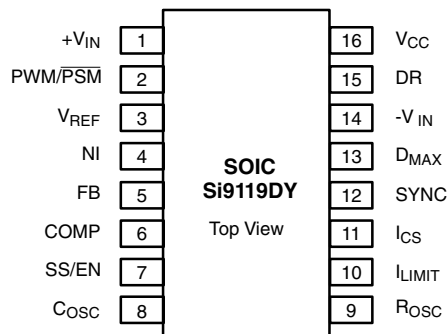 +VIN 1 16 VCC
PWM/PSM 2 15 DR
VREF 3 14 -V IN
NI 4 13 DMAX
SOIC
Si9119DY
FB 5 12 SYNC
Top View
COMP 6 11 ICS
SS/EN 7 10 ILIMIT
COSC 8 9 ROSC